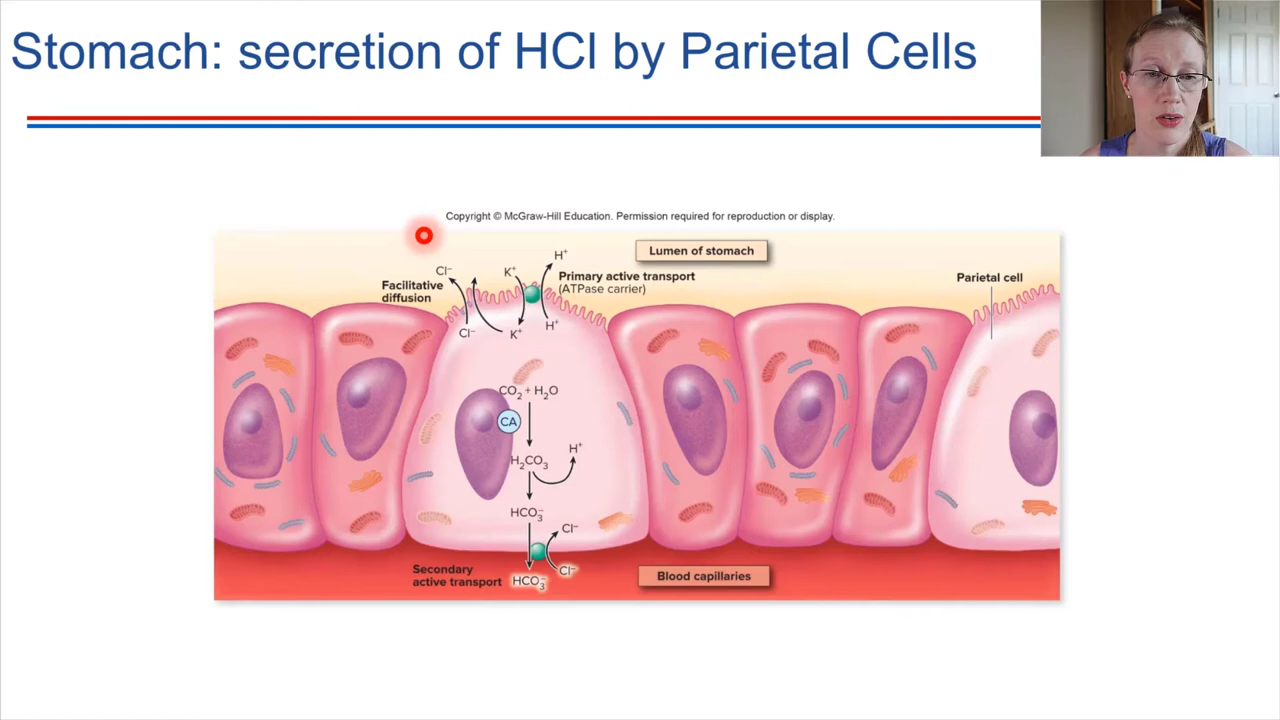 Stomach: secretion of HCl by Parietal Cells
Copyright © McGraw-Hill Education. Permission required for reproduction or display.
Lumen of stomach
H⁺
Cl⁻
K⁺
Primary active transport
(ATPase carrier)
Parietal cell
Facilitative
diffusion
Cl⁻
K⁺
H⁺
CO₂ + H₂O
CA
H₂CO₃
H⁺
HCO₃⁻
Cl⁻
Secondary
active transport
HCO₃⁻
Cl⁻
Blood capillaries